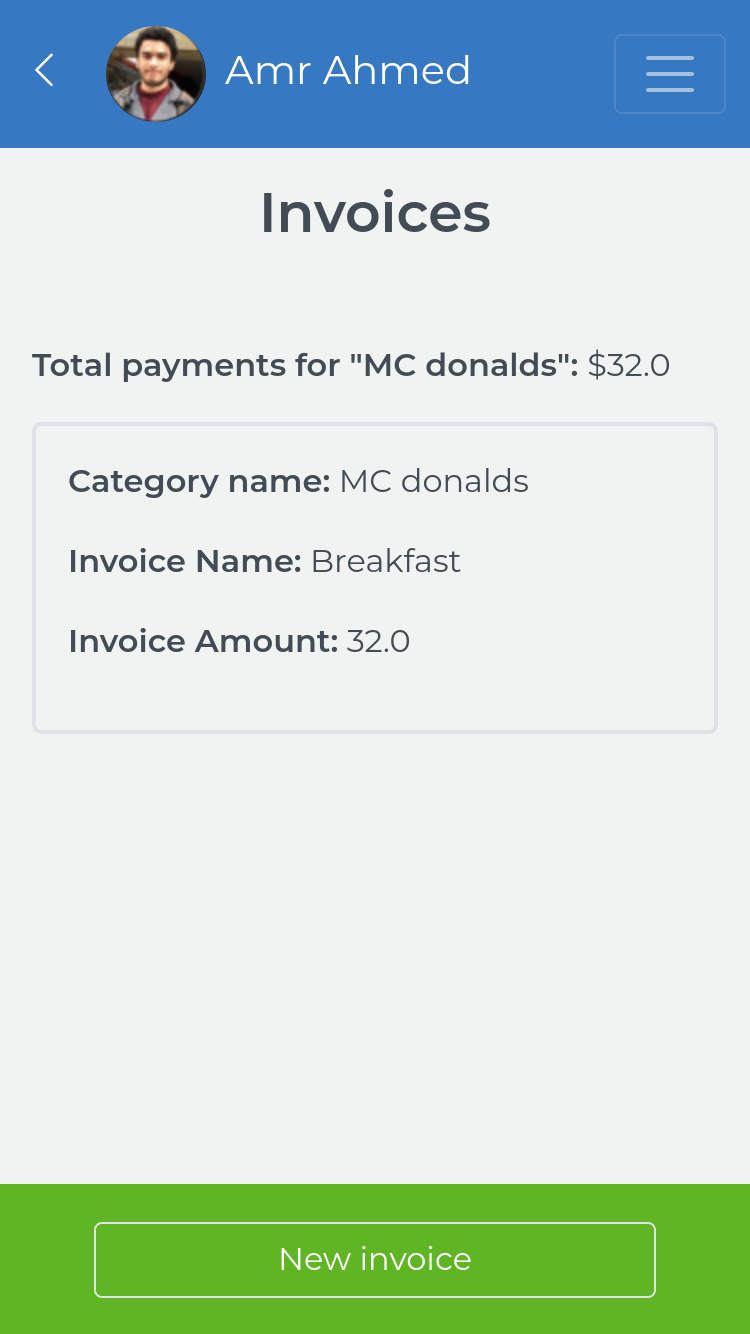 Amr Ahmed
Invoices
Total payments for "MC donalds": $32.0
Category name: MC donalds
Invoice Name: Breakfast
Invoice Amount: 32.0
New invoice